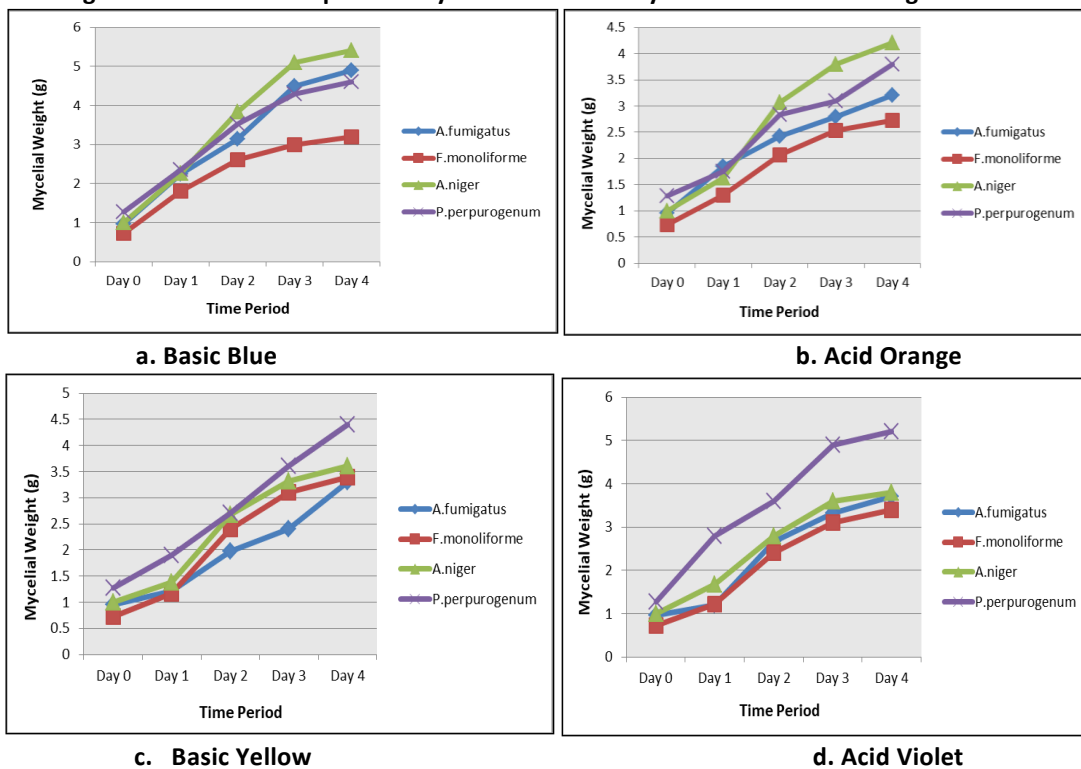 6
5
4
3
2
1
0
Mycelial Weight (g)
Day 0 Day 1 Day 2 Day 3 Day 4
Time Period
A.fumigatus
F.monoliforme
A.niger
P.perpurogenum
a. Basic Blue
4.5
4
3.5
3
2.5
2
1.5
1
0.5
0
Mycelial Weight (g)
Day 0 Day 1 Day 2 Day 3 Day 4
Time Period
A.fumigatus
F.monoliforme
A.niger
P.perpurogenum
b. Acid Orange
5
4.5
4
3.5
3
2.5
2
1.5
1
0.5
0
Mycelial Weight (g)
Day 0 Day 1 Day 2 Day 3 Day 4
Time Period
A.fumigatus
F.monoliforme
A.niger
P.perpurogenum
c. Basic Yellow
6
5
4
3
2
1
0
Mycelial Weight (g)
Day 0 Day 1 Day 2 Day 3 Day 4
Time Period
A.fumigatus
F.monoliforme
A.niger
P.perpurogenum
d. Acid Violet